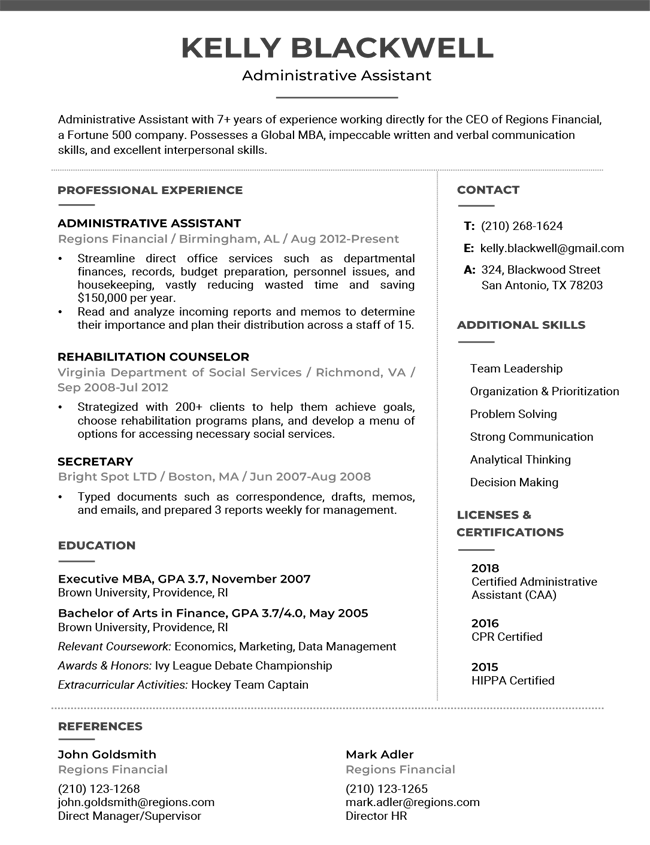 KELLY BLACKWELL
Administrative Assistant
Administrative Assistant with 7+ years of experience working directly for the CEO of Regions Financial,
a Fortune 500 company. Possesses a Global MBA, impeccable written and verbal communication
skills, and excellent interpersonal skills.
PROFESSIONAL EXPERIENCE
ADMINISTRATIVE ASSISTANT
Regions Financial / Birmingham, AL / Aug 2012-Present
• Streamline direct office services such as departmental
finances, records, budget preparation, personnel issues, and
housekeeping, vastly reducing wasted time and saving
$150,000 per year.
• Read and analyze incoming reports and memos to determine
their importance and plan their distribution across a staff of 15.
REHABILITATION COUNSELOR
Virginia Department of Social Services / Richmond, VA /
Sep 2008-Jul 2012
• Strategized with 200+ clients to help them achieve goals,
choose rehabilitation programs plans, and develop a menu of
options for accessing necessary social services.
SECRETARY
Bright Spot LTD / Boston, MA / Jun 2007-Aug 2008
• Typed documents such as correspondence, drafts, memos,
and emails, and prepared 3 reports weekly for management.
EDUCATION
Executive MBA, GPA 3.7, November 2007
Brown University, Providence, RI
Bachelor of Arts in Finance, GPA 3.7/4.0, May 2005
Brown University, Providence, RI
Relevant Coursework: Economics, Marketing, Data Management
Awards & Honors: Ivy League Debate Championship
Extracurricular Activities: Hockey Team Captain
CONTACT
T: (210) 268-1624
E: kelly.blackwell@gmail.com
A: 324, Blackwood Street
San Antonio, TX 78203
ADDITIONAL SKILLS
Team Leadership
Organization & Prioritization
Problem Solving
Strong Communication
Analytical Thinking
Decision Making
LICENSES &
CERTIFICATIONS
2018
Certified Administrative
Assistant (CAA)
2016
CPR Certified
2015
HIPPA Certified
REFERENCES
John Goldsmith
Regions Financial
(210) 123-1268
john.goldsmith@regions.com
Direct Manager/Supervisor
Mark Adler
Regions Financial
(210) 123-1265
mark.adler@regions.com
Director HR